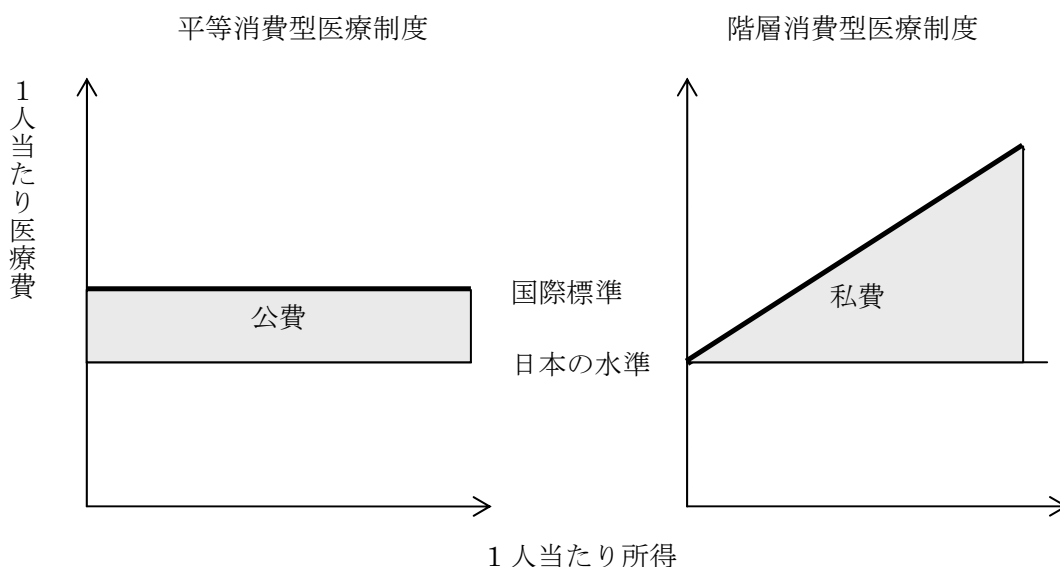 平等消費型医療制度
階層消費型医療制度
1人当たり医療費
国際標準
公費
私費
日本の水準
1人当たり所得